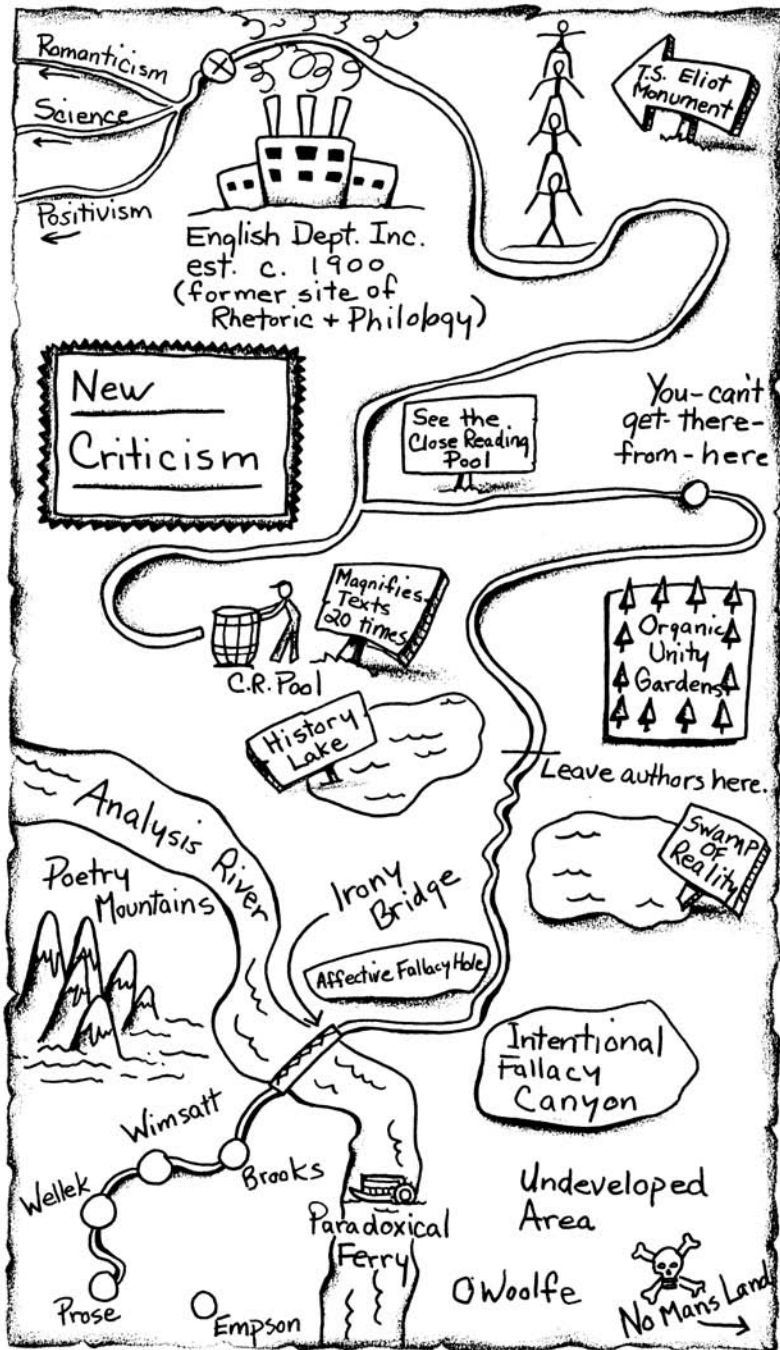 Romanticism
Science
Positivism
T.S. Eliot
Monument
English Dept. Inc.
est. c. 1900
(former site of
Rhetoric + Philology)
New
Criticism
See the
Close Reading
Pool
You-can't
get-there-
from-here
Magnifies
Texts
20 times
C.R. Pool
Organic
Unity
Gardens
History
Lake
Leave authors here.
Analysis River
Swamp
OF
Reality
Poetry
Mountains
Irony
Bridge
Affective Fallacy Hole
Intentional
Fallacy
Canyon
Wimsatt
Brooks
Wellek
Prose
Empson
Paradoxical
Ferry
Undeveloped
Area
Woolfe
No Mans Land